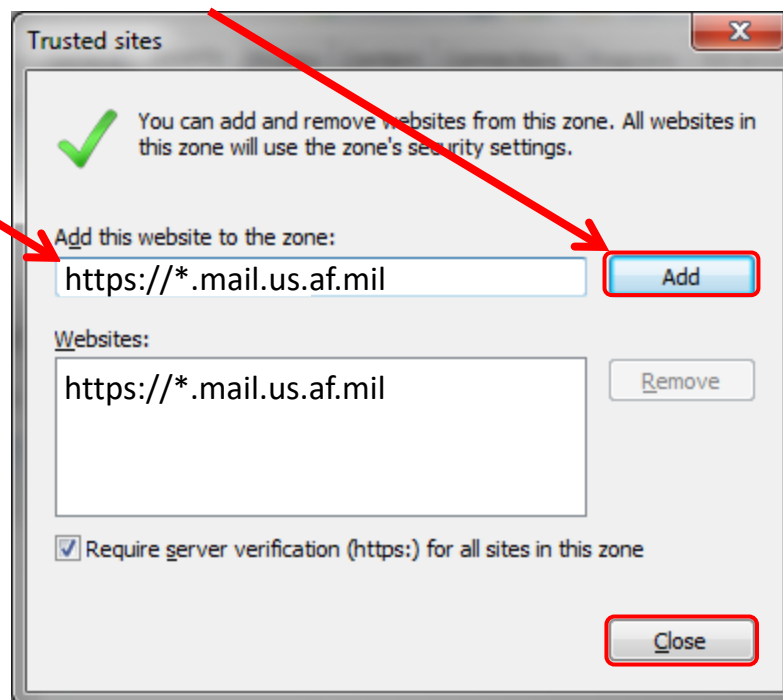 Trusted sites
You can add and remove websites from this zone. All websites in
this zone will use the zone's security settings.
Add this website to the zone:
https://*.mail.us.af.mil
Add
Websites:
https://*.mail.us.af.mil
Remove
Require server verification (https:) for all sites in this zone
Close